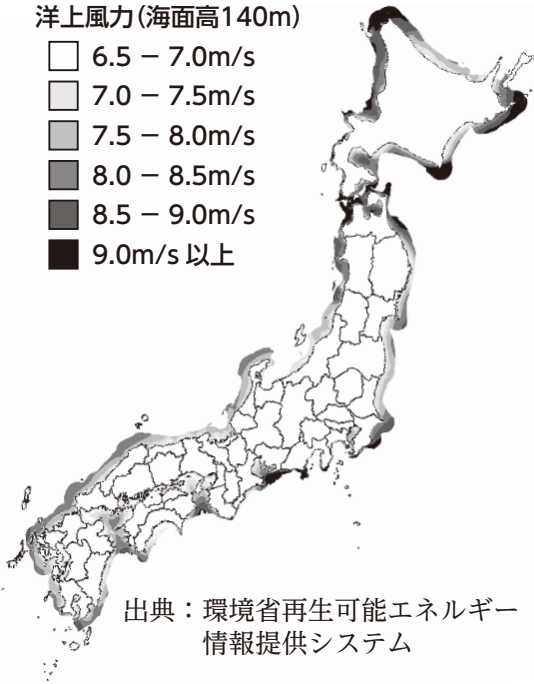 洋上風力（海面高140m）
6.5 － 7.0m/s
7.0 － 7.5m/s
7.5 － 8.0m/s
8.0 － 8.5m/s
8.5 － 9.0m/s
9.0m/s 以上
出典：環境省再生可能エネルギー
情報提供システム